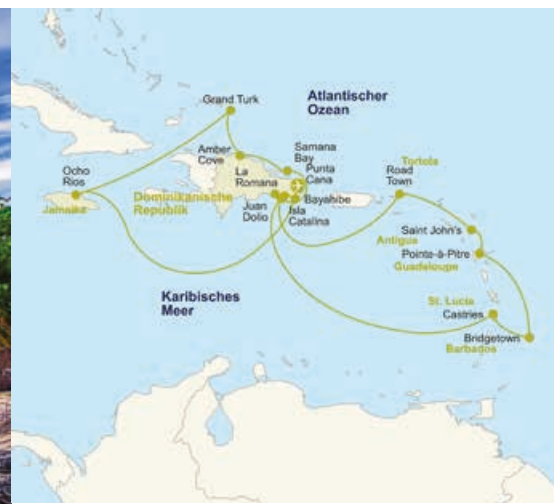 Atlantischer
Ozean
Grand Turk
Amber
Cove
Samana
Bay
Punta
Cana
La
Romana
Ocho
Rios
Jamaika
Dominikanische
Republik
Juan
Dolio
Bayahibe
Isla
Catalina
Tortola
Road
Town
Saint John's
Antigua
Pointe-à-Pitre
Guadeloupe
Karibisches
Meer
St. Lucia
Castries
Bridgetown
Barbados